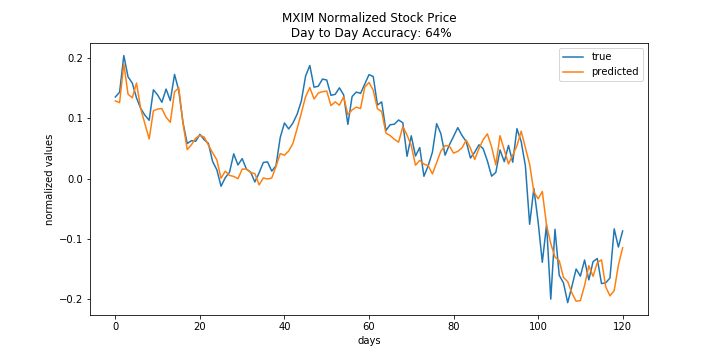 MXIM Normalized Stock Price
Day to Day Accuracy: 64%
true
predicted
normalized values
0.2
0.1
0.0
−0.1
−0.2
0 20 40 60 80 100 120
days